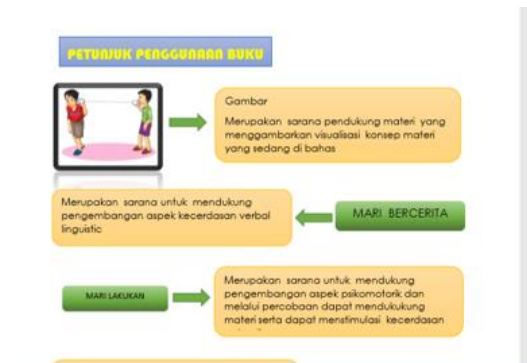 PETUNJUK PENGGUNAAN BUKU
Gambar
Merupakan sarana pendukung materi yang
menggambarkan visualisasi konsep materi
yang sedang di bahas
Merupakan sarana untuk mendukung
pengembangan aspek kecerdasan verbal
linguistic
MARI BERCERITA
MARI LAKUKAN
Merupakan sarana untuk mendukung
pengembangan aspek psikomotorik dan
melalui percobaan dapat mendukukung
materi serta dapat menstimulasi kecerdasan